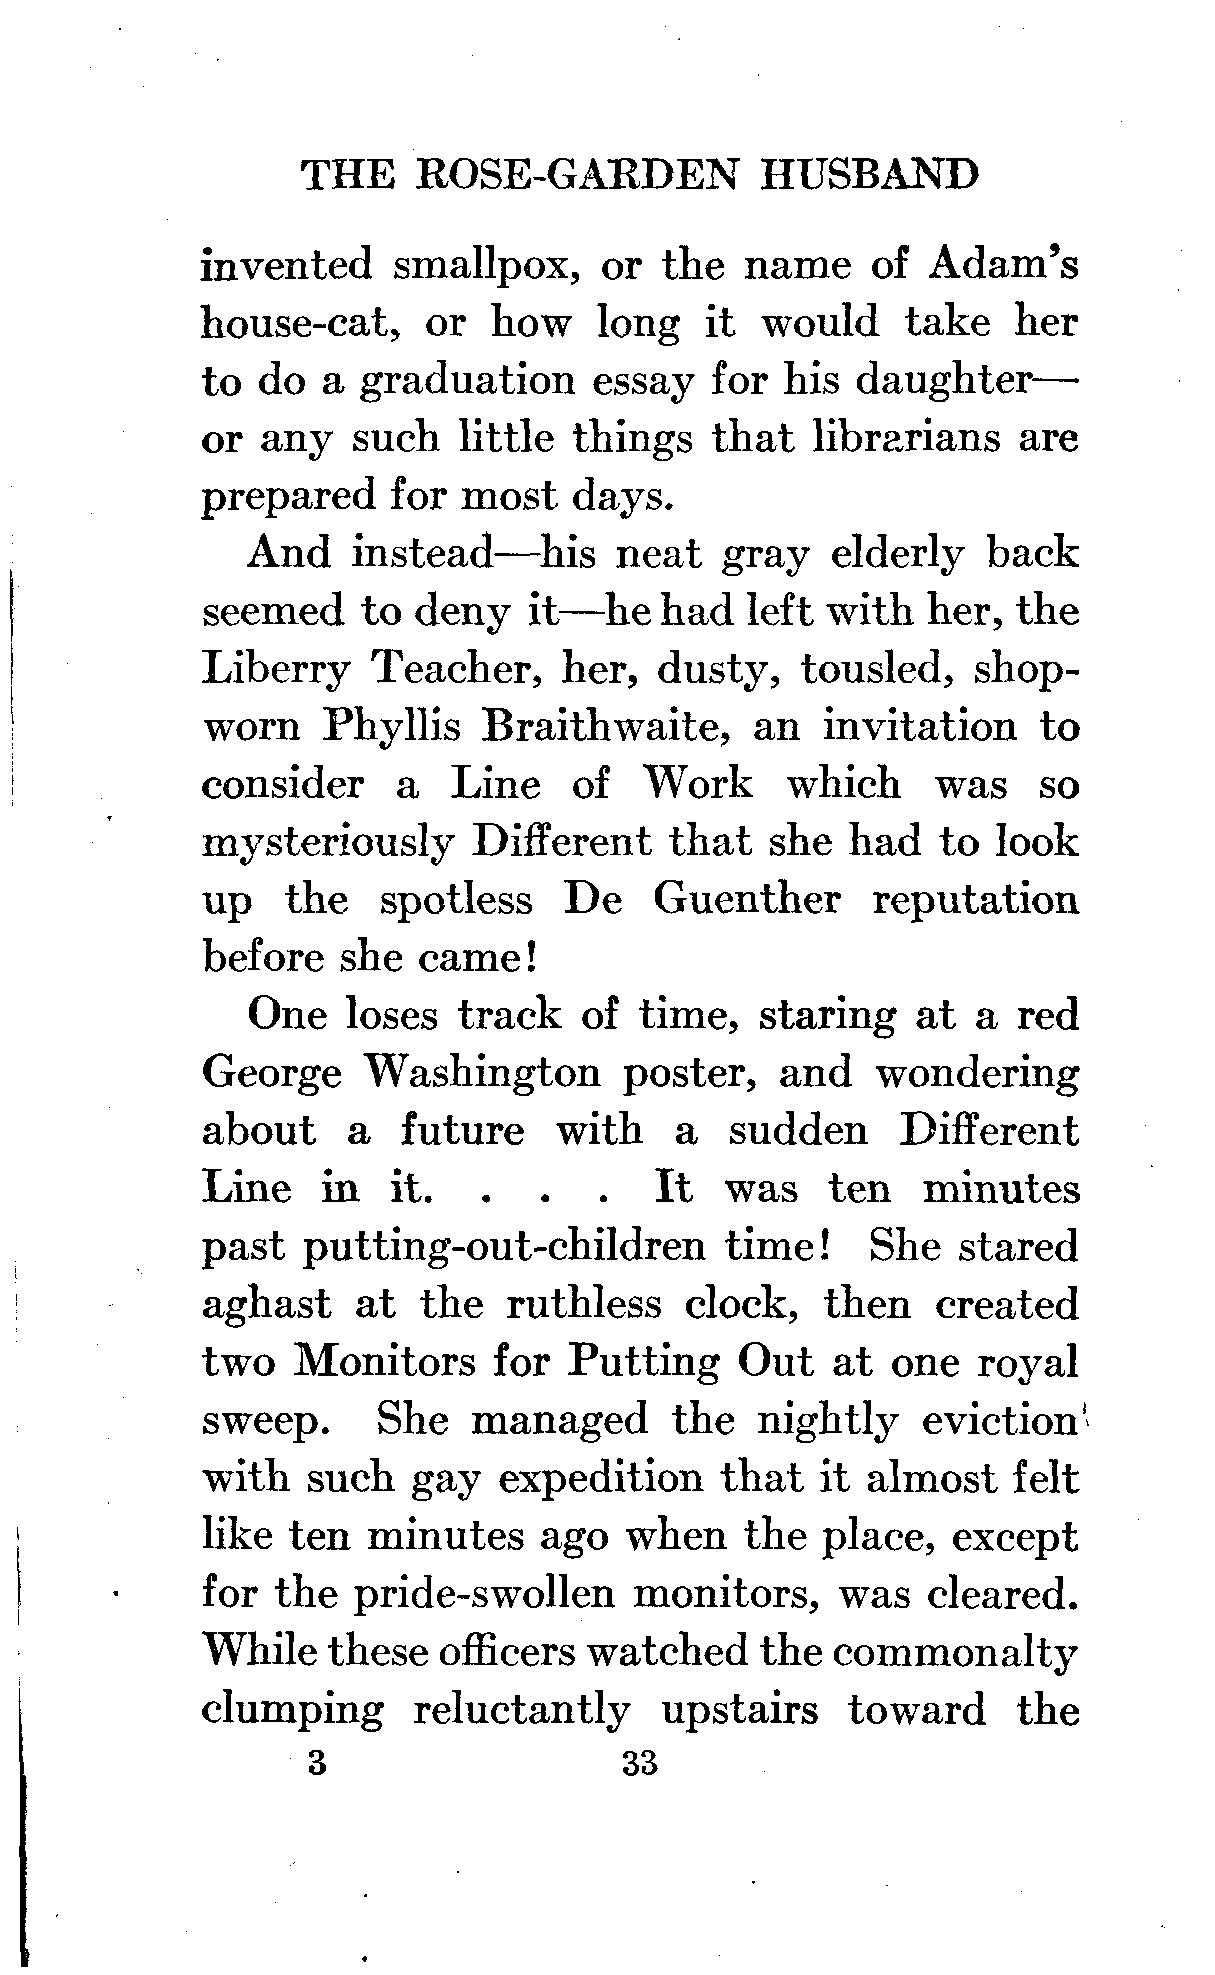 THE ROSE-GARDEN HUSBAND
invented smallpox, or the name of Adam's
house-cat, or how long it would take her
to do a graduation essay for his daughter—
or any such little things that librarians are
prepared for most days.
And instead—his neat gray elderly back
seemed to deny it—he had left with her, the
Liberry Teacher, her, dusty, tousled, shop-
worn Phyllis Braithwaite, an invitation to
consider a Line of Work which was so
mysteriously Different that she had to look
up the spotless De Guenther reputation
before she came!
One loses track of time, staring at a red
George Washington poster, and wondering
about a future with a sudden Different
Line in it. . . . It was ten minutes
past putting-out-children time! She stared
aghast at the ruthless clock, then created
two Monitors for Putting Out at one royal
sweep. She managed the nightly eviction
with such gay expedition that it almost felt
like ten minutes ago when the place, except
for the pride-swollen monitors, was cleared.
While these officers watched the commonalty
clumping reluctantly upstairs toward the
3 33